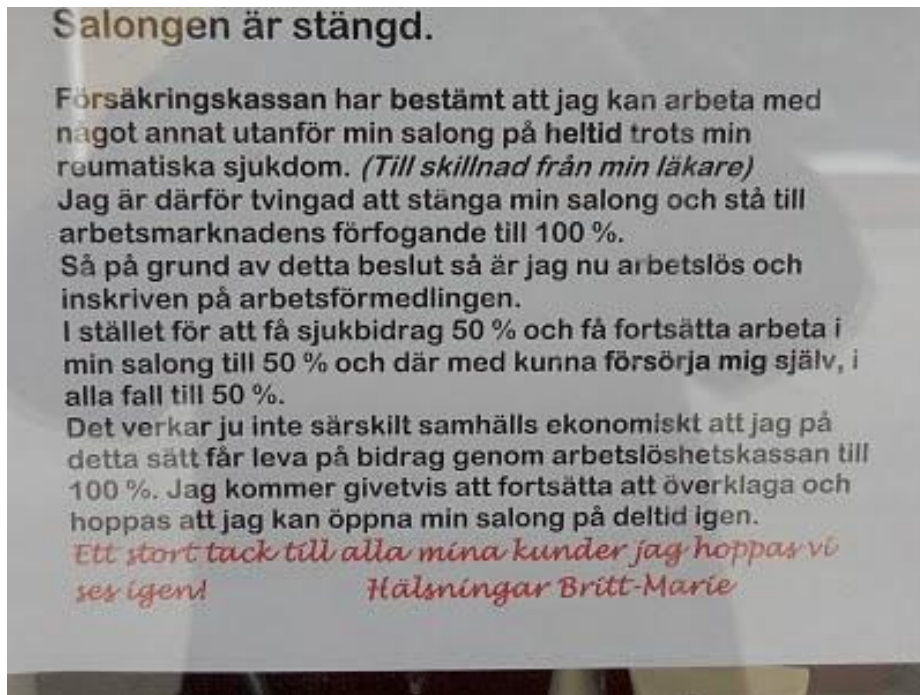 Salongen är stängd.
Försäkringskassan har bestämt att jag kan arbeta med
något annat utanför min salong på heltid trots min
reumatiska sjukdom. (Till skillnad från min läkare)
Jag är därför tvingad att stänga min salong och stå till
arbetsmarknadens förfogande till 100 %.
Så på grund av detta beslut så är jag nu arbetslös och
inskriven på arbetsförmedlingen.
I stället för att få sjukbidrag 50 % och få fortsätta arbeta i
min salong till 50 % och där med kunna försörja mig själv, i
alla fall till 50 %.
Det verkar ju inte särskilt samhälls ekonomiskt att jag på
detta sätt får leva på bidrag genom arbetslöshetskassan till
100 %. Jag kommer givetvis att fortsätta att överklaga och
hoppas att jag kan öppna min salong på deltid igen.
Ett stort tack till alla mina kunder jag hoppas vi
ses igen! Hälsningar Britt-Marie